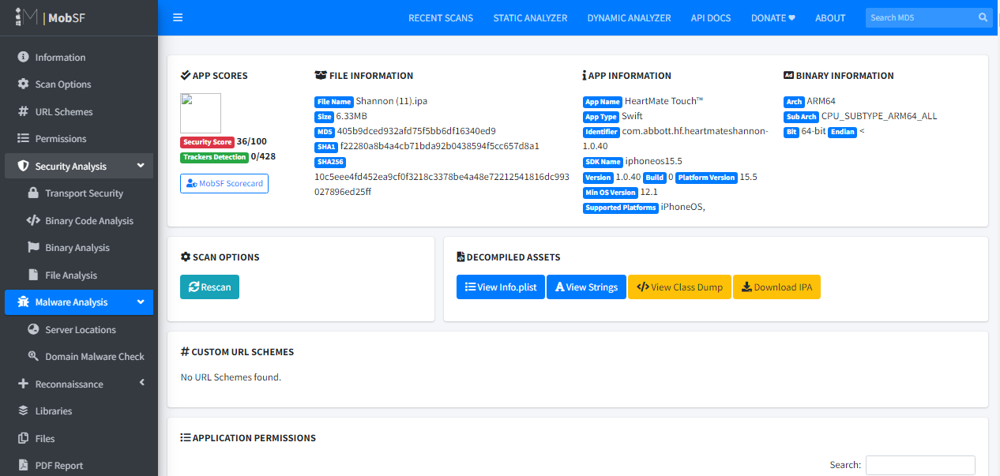 M | MobSF
RECENT SCANS STATIC ANALYZER DYNAMIC ANALYZER API DOCS DONATE ♥ ABOUT Search MD5
Information
Scan Options
URL Schemes
Permissions
Security Analysis
Transport Security
Binary Code Analysis
Binary Analysis
File Analysis
Malware Analysis
Server Locations
Domain Malware Check
Reconnaissance
Libraries
Files
PDF Report
APP SCORES
Security Score 36/100
Trackers Detection 0/428
MobSF Scorecard
FILE INFORMATION
File Name Shannon (11).ipa
Size 6.33MB
MD5 405b9dced932afd75f5bb6df16340ed9
SHA1 f22280a8b4a4cb71bda92b0438594f5cc657d8a1
SHA256
10c5eee4fd452ea9cf0f3218c3378be4a48e72212541816dc993
027896ed25ff
APP INFORMATION
App Name HeartMate Touch™
App Type Swift
Identifier com.abbott.hf.heartmateshannon-
1.0.40
SDK Name iphoneos15.5
Version 1.0.40 Build 0 Platform Version 15.5
Min OS Version 12.1
Supported Platforms iPhoneOS,
Ad BINARY INFORMATION
Arch ARM64
Sub Arch CPU_SUBTYPE_ARM64_ALL
Bit 64-bit Endian <
SCAN OPTIONS
Rescan
DECOMPILED ASSETS
View Info.plist View Strings View Class Dump Download IPA
# CUSTOM URL SCHEMES
No URL Schemes found.
APPLICATION PERMISSIONS
Search: